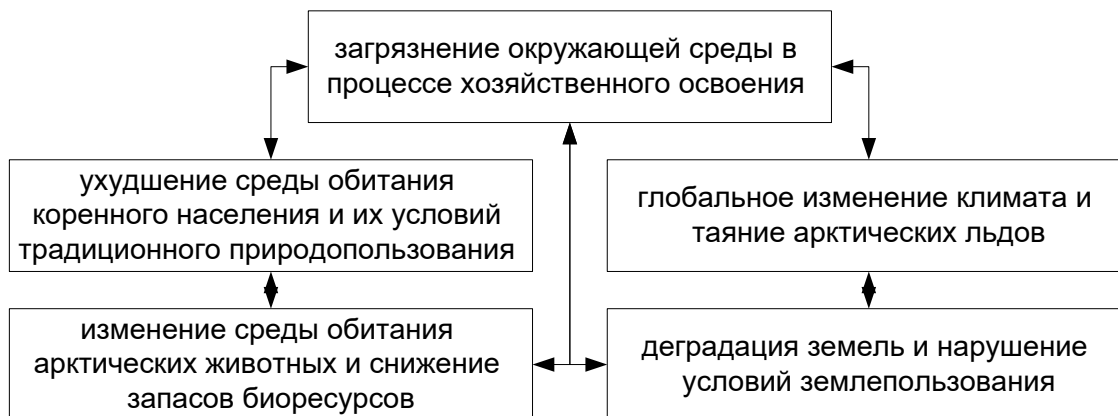 загрязнение окружающей среды в
процессе хозяйственного освоения
ухудшение среды обитания
коренного населения и их условий
традиционного природопользования
глобальное изменение климата и
таяние арктических льдов
изменение среды обитания
арктических животных и снижение
запасов биоресурсов
деградация земель и нарушение
условий землепользования